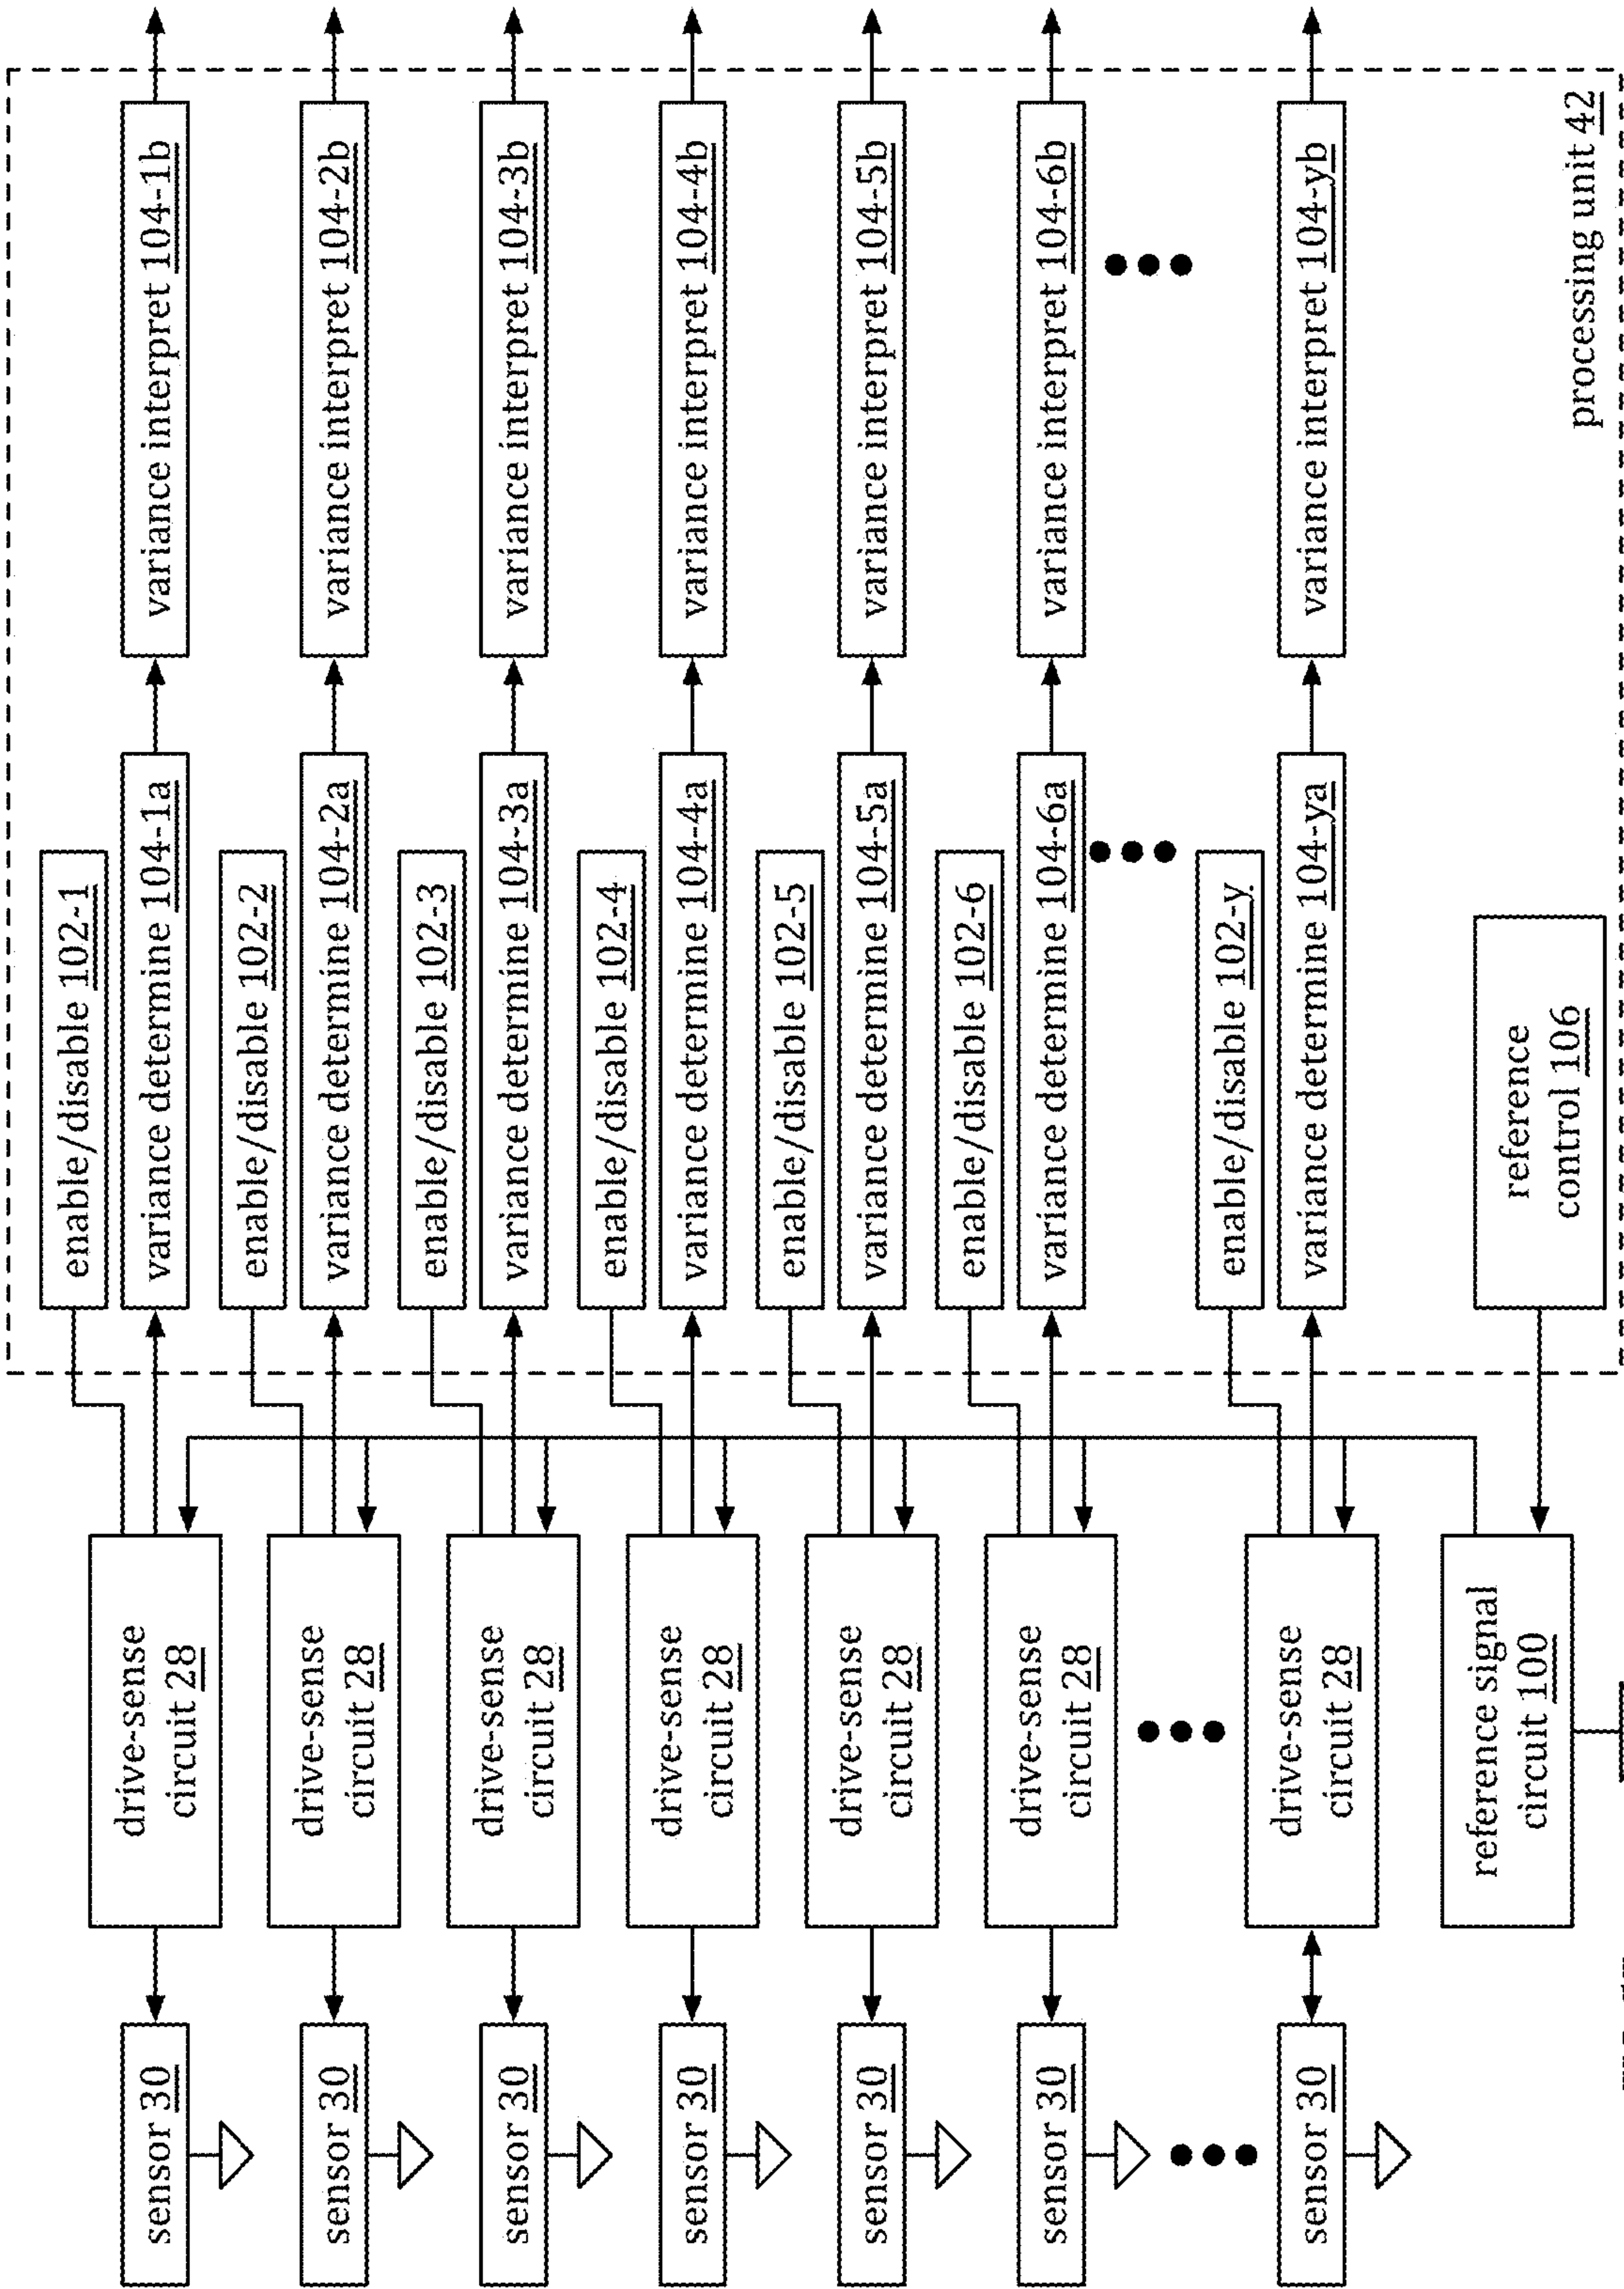 sensor 30
drive-sense
circuit 28
enable/disable 102-1
variance determine 104-1a
variance interpret 104-1b
sensor 30
drive-sense
circuit 28
enable/disable 102-2
variance determine 104-2a
variance interpret 104-2b
sensor 30
drive-sense
circuit 28
enable/disable 102-3
variance determine 104-3a
variance interpret 104-3b
sensor 30
drive-sense
circuit 28
enable/disable 102-4
variance determine 104-4a
variance interpret 104-4b
sensor 30
drive-sense
circuit 28
enable/disable 102-5
variance determine 104-5a
variance interpret 104-5b
sensor 30
drive-sense
circuit 28
enable/disable 102-6
variance determine 104-6a
variance interpret 104-6b
sensor 30
drive-sense
circuit 28
enable/disable 102-y
variance determine 104-ya
variance interpret 104-yb
reference signal
circuit 100
reference
control 106
processing unit 42